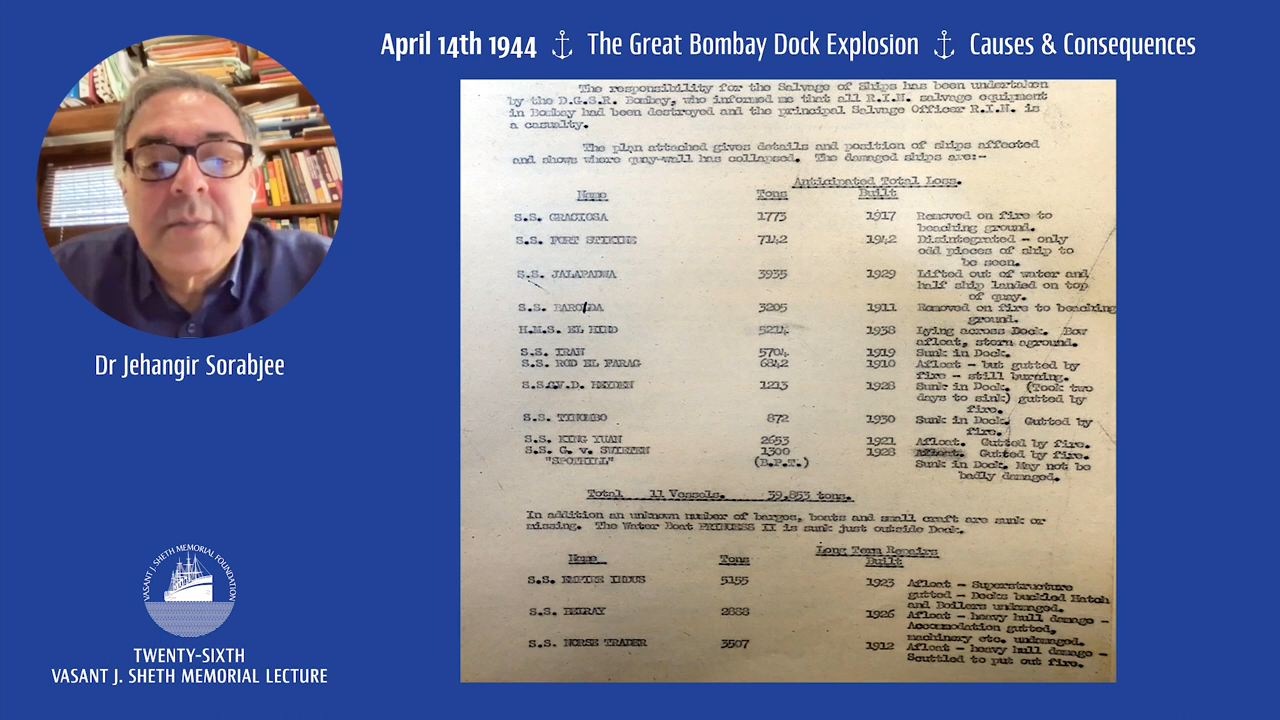 April 14th 1944 ⚓ The Great Bombay Dock Explosion ⚓ Causes & Consequences
Dr Jehangir Sorabjee
VASANT J. SHETH MEMORIAL FOUNDATION
TWENTY-SIXTH
VASANT J. SHETH MEMORIAL LECTURE
The responsibility for the Salvage of Ships has been undertaken
by the D.G.S.R. Bombay, who informed me that all R.I.N. salvage equipment
in Bombay had been destroyed and the principal Salvage Officer R.I.N. is
a casualty.
The plan attached gives details and position of ships affected
and shows where quay-wall has collapsed. The damaged ships are:-
Anticipated Total Loss.
Name Tons Built
S.S. GRACIOSA 1773 1917 Removed on fire to
beaching ground.
S.S. FORT STIKINE 7142 1942 Disintegrated - only
odd pieces of ship to
be seen.
S.S. JALAPADMA 3935 1929 Lifted out of water and
half ship landed on top
of quay.
S.S. BARODA 3205 1911 Removed on fire to beaching
ground.
H.M.S. EL HIND 1938 Lying across Dock. Bow
afloat, stern aground.
S.S. IRAN 5704 1919 Sunk in Dock.
S.S. ROD EL FARAG 6842 1910 Afloat - but gutted by
fire - still burning.
S.S. V.D. HEYDEN 1213 1928 Sunk in Dock. (Took two
days to sink) gutted by
fire.
S.S. TINOMBO 872 1930 Sunk in Dock. Gutted by
fire.
S.S. KING YUAN 2653 1921 Afloat. Gutted by fire.
S.S. G. v. SWIETEN 1300 1928 Gutted by fire.
"SPOTHILL" (B.P.T.) Sunk in Dock. May not be
badly damaged.
Total 11 Vessels. 39,853 tons.
In addition an unknown number of barges, boats and small craft are sunk or
missing. The Water Boat PRINCESS II is sunk just outside Dock.
Long Term Repairs
Name Tons Built
S.S. EMPIRE INDUS 5155 1923 Afloat - Superstructure
gutted - Decks buckled Hatch
and Boilers undamaged.
S.S. BELRAY 2888 1926 Afloat - heavy hull damage -
Accomodation gutted,
machinery etc. undamaged.
S.S. NORSE TRADER 3507 1912 Afloat - heavy hull damage -
Scuttled to put out fire.